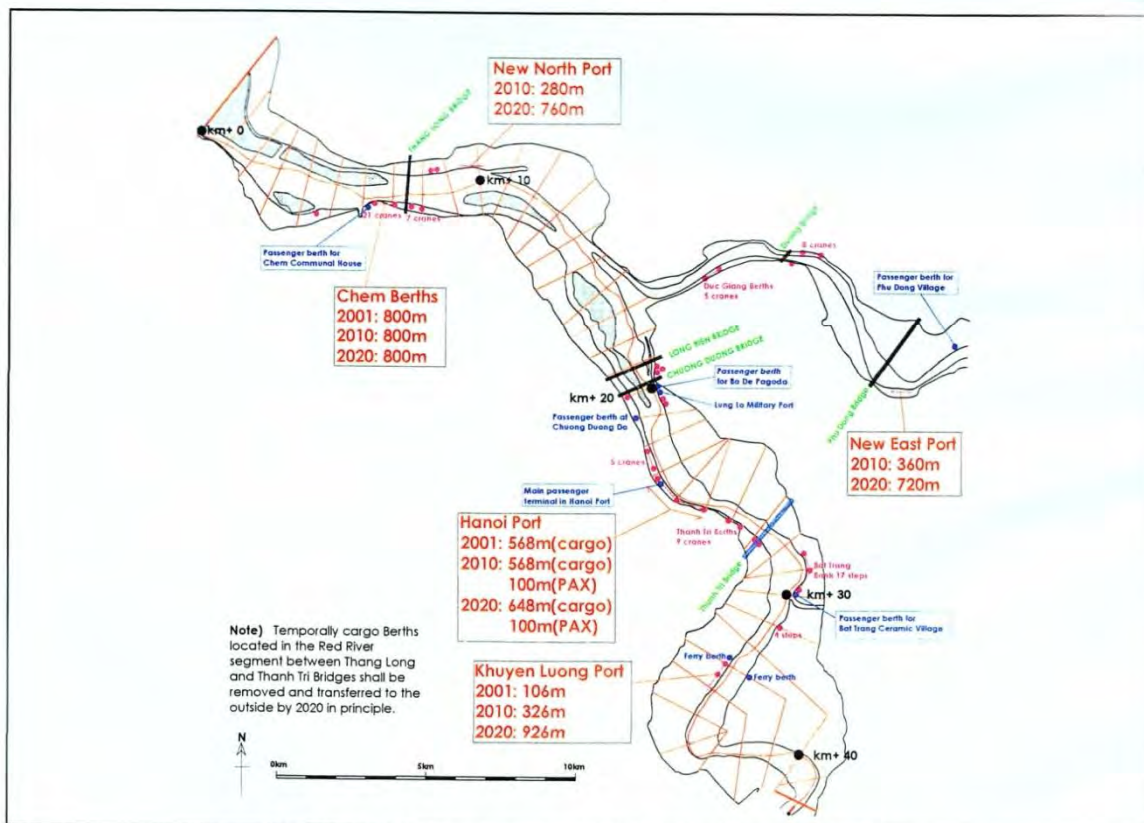 New North Port
2010: 280m
2020: 760m
THANG LONG BRIDGE
km+ 0
km+ 10
21 cranes
7 cranes
Passenger berth for
Chem Communal House
Chem Berths
2001: 800m
2010: 800m
2020: 800m
Duong Bridge
8 cranes
Duc Giang Berths
5 cranes
Passenger berth for
Phu Dong Village
LONG BIEN BRIDGE
CHUONG DUONG BRIDGE
km+ 20
Passenger berth
for Bo De Pagoda
Lung Lo Military Port
Passenger berth at
Chuong Duong Do
Phu Dong Bridge
New East Port
2010: 360m
2020: 720m
5 cranes
Main passenger
terminal in Hanoi Port
Hanoi Port
2001: 568m(cargo)
2010: 568m(cargo)
100m(PAX)
2020: 648m(cargo)
100m(PAX)
Thanh Tri Berths
9 cranes
Thanh Tri Bridge
Bat Trang
Bank 17 steps
km+ 30
Passenger berth for
Bat Trang Ceramic Village
4 ships
Ferry berth
Ferry berth
Khuyen Luong Port
2001: 106m
2010: 326m
2020: 926m
km+ 40
Note) Temporally cargo Berths
located in the Red River
segment between Thang Long
and Thanh Tri Bridges shall be
removed and transferred to the
outside by 2020 in principle.
N
0km
5km
10km